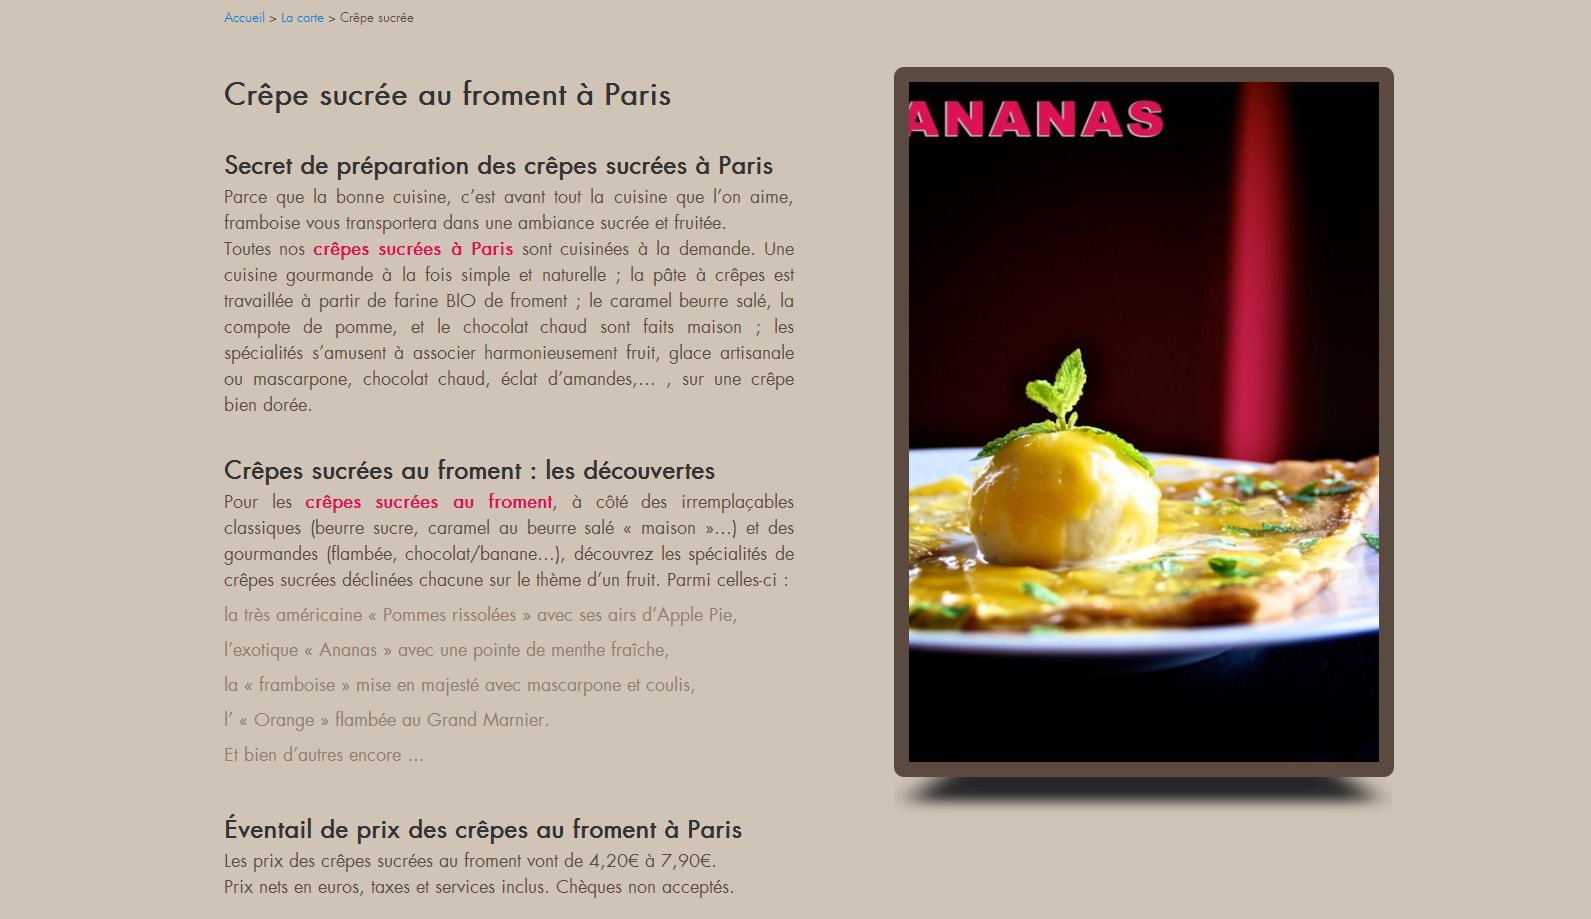 Accueil > La carte > Crêpe sucrée
Crêpe sucrée au froment à Paris
Secret de préparation des crêpes sucrées à Paris
Parce que la bonne cuisine, c’est avant tout la cuisine que l’on aime,
framboise vous transportera dans une ambiance sucrée et fruitée.
Toutes nos crêpes sucrées à Paris sont cuisinées à la demande. Une
cuisine gourmande à la fois simple et naturelle ; la pâte à crêpes est
travaillée à partir de farine BIO de froment ; le caramel beurre salé, la
compote de pomme, et le chocolat chaud sont faits maison ; les
spécialités s’amusent à associer harmonieusement fruit, glace artisanale
ou mascarpone, chocolat chaud, éclat d’amandes,… , sur une crêpe
bien dorée.
Crêpes sucrées au froment : les découvertes
Pour les crêpes sucrées au froment, à côté des irremplaçables
classiques (beurre sucre, caramel au beurre salé « maison »…) et des
gourmandes (flambée, chocolat/banane…), découvrez les spécialités de
crêpes sucrées déclinées chacune sur le thème d’un fruit. Parmi celles-ci :
la très américaine « Pommes rissolées » avec ses airs d’Apple Pie,
l’exotique « Ananas » avec une pointe de menthe fraîche,
la « framboise » mise en majesté avec mascarpone et coulis,
l’ « Orange » flambée au Grand Marnier.
Et bien d’autres encore …
Éventail de prix des crêpes au froment à Paris
Les prix des crêpes sucrées au froment vont de 4,20€ à 7,90€.
Prix nets en euros, taxes et services inclus. Chèques non acceptés.
ANANAS